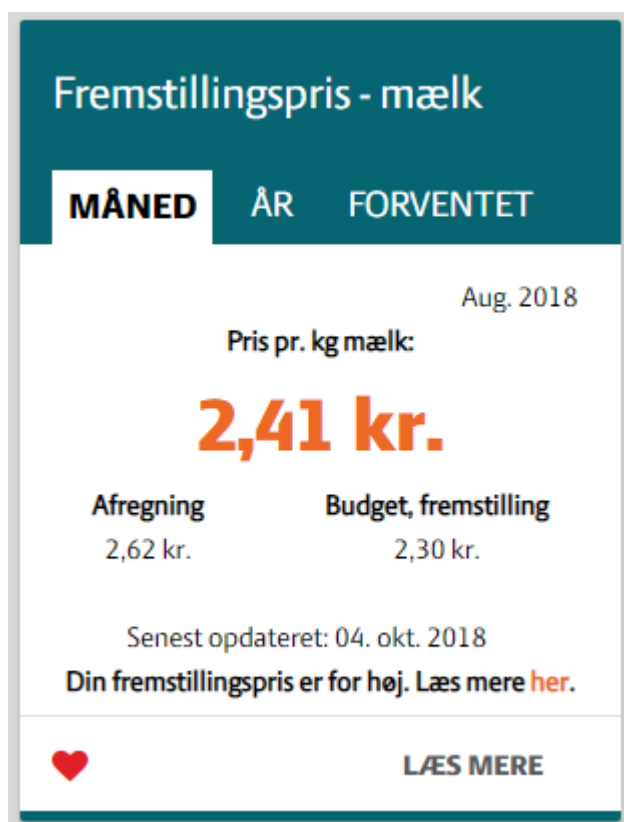 Fremstillingspris - mælk
MÅNED ÅR FORVENTET
Aug. 2018
Pris pr. kg mælk:
2,41 kr.
Afregning Budget, fremstilling
2,62 kr. 2,30 kr.
Senest opdateret: 04. okt. 2018
Din fremstillingspris er for høj. Læs mere her.
LÆS MERE